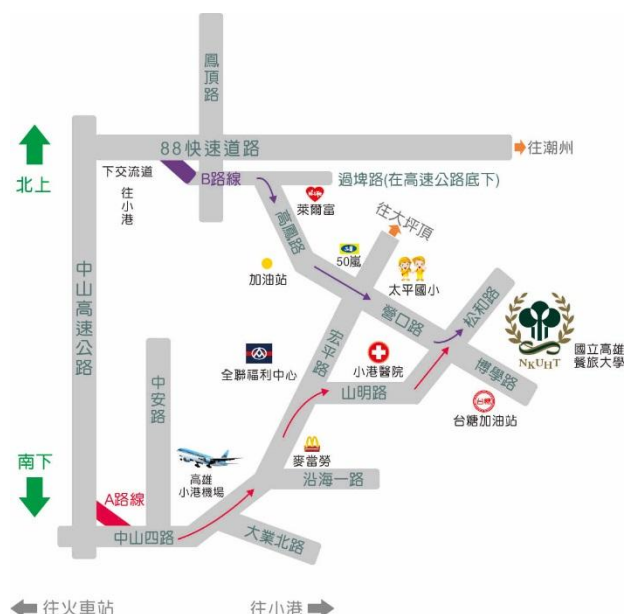 鳳頂路
88快速道路
往潮州
北上
下交流道
往小港
B路線
過埤路(在高速公路底下)
萊爾富
往大坪頂
高鳳路
50嵐
加油站
太平國小
松和路
中山高速公路
營口路
宏平路
NKUHT
國立高雄
餐旅大學
博學路
全聯福利中心
小港醫院
山明路
台糖
台糖加油站
中安路
麥當勞
南下
高雄
小港機場
沿海一路
A路線
中山四路
大業北路
往火車站
往小港